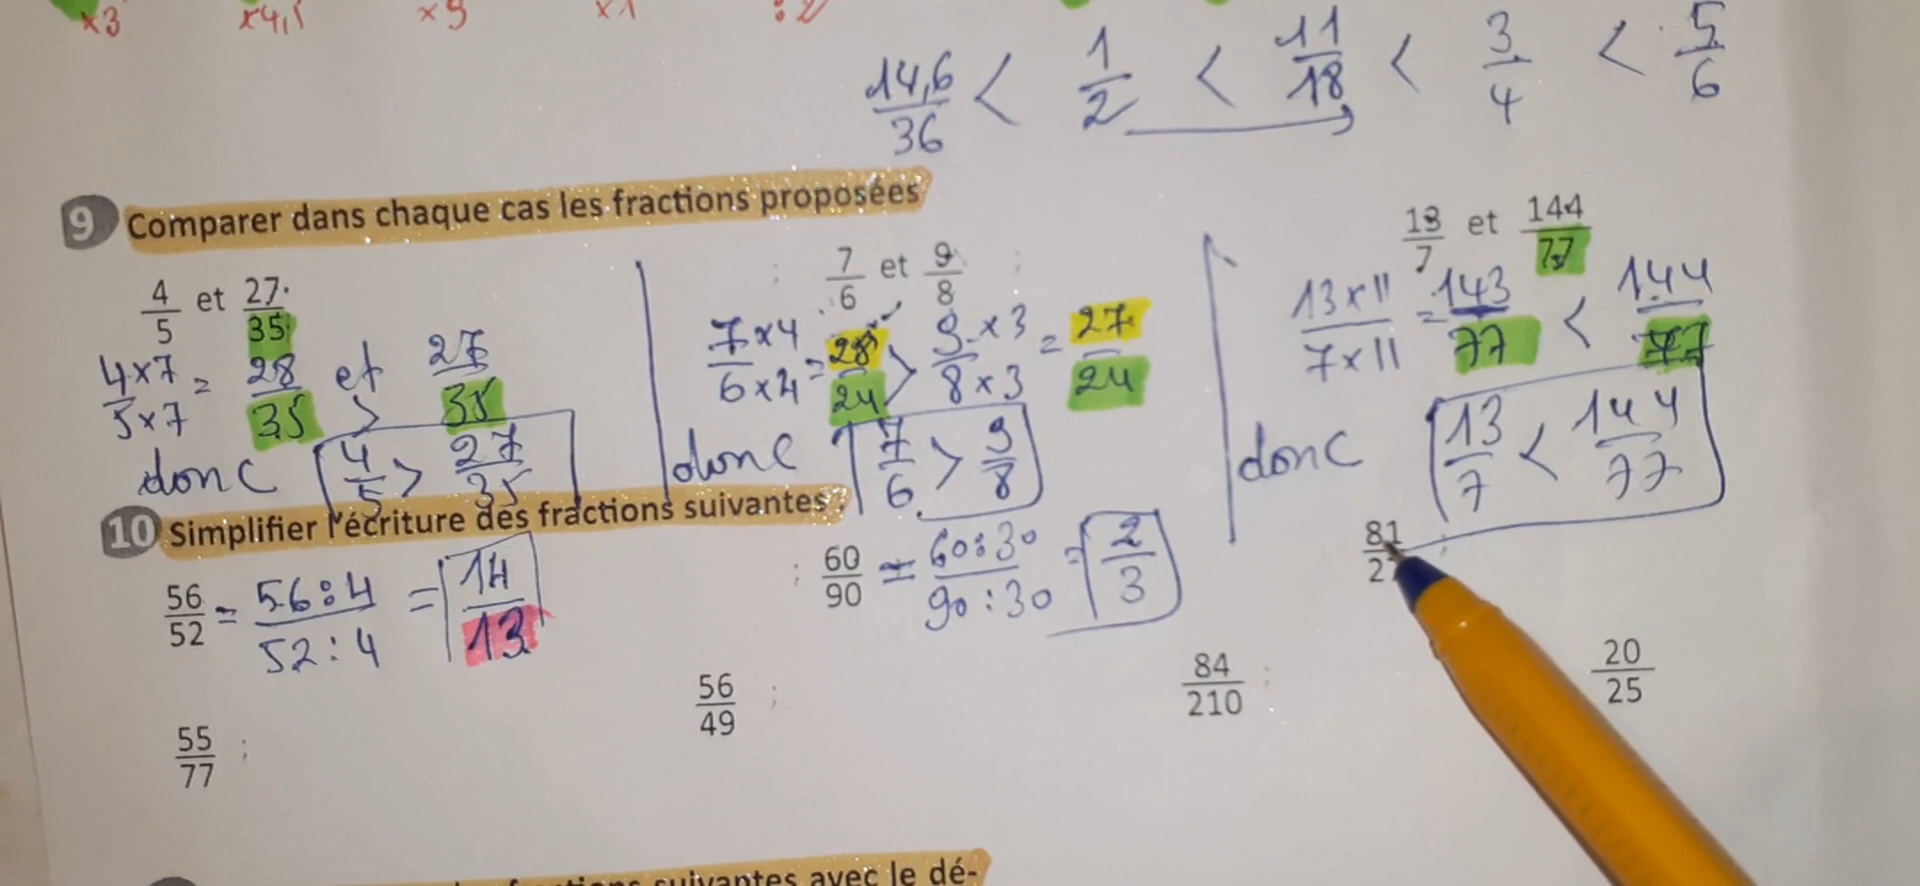 ×3 ×4,5 ×9 ×1 :2
14,6/36 < 1/2 < 11/18 < 3/4 < 5/6
9 Comparer dans chaque cas les fractions proposées
4/5 et 27/35 ; 7/6 et 9/8 ; 13/7 et 144/77
4×7/5×7 = 28/35 et > 27/35
7×4/6×4 = 28/24 > 9×3/8×3 = 27/24
13×11/7×11 = 143/77 < 144/77
donc 4/5 > 27/35
donc 7/6 > 9/8
donc 13/7 < 144/77
10 Simplifier l'écriture des fractions suivantes :
56/52 = 56:4/52:4 = 14/13 ; 60/90 = 60:30/90:30 = 2/3 81/2 ;
55/77 ; 56/49 ; 84/210 ; 20/25
fractions suivantes avec le dé-